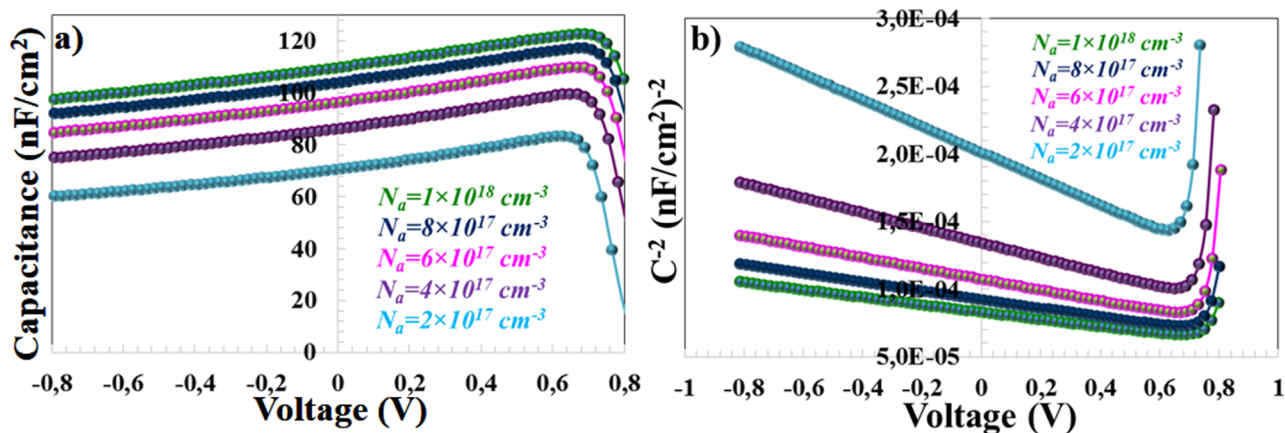 a)
Capacitance (nF/cm²)
120
100
80
60
40
20
0
Nₐ=1×10¹⁸ cm⁻³
Nₐ=8×10¹⁷ cm⁻³
Nₐ=6×10¹⁷ cm⁻³
Nₐ=4×10¹⁷ cm⁻³
Nₐ=2×10¹⁷ cm⁻³
-0,8 -0,6 -0,4 -0,2 0 0,2 0,4 0,6 0,8
Voltage (V)
b)
C⁻² (nF/cm²)⁻²
3,0E-04
2,5E-04
2,0E-04
1,5E-04
1,0E-04
5,0E-05
Nₐ=1×10¹⁸ cm⁻³
Nₐ=8×10¹⁷ cm⁻³
Nₐ=6×10¹⁷ cm⁻³
Nₐ=4×10¹⁷ cm⁻³
Nₐ=2×10¹⁷ cm⁻³
-1 -0,8 -0,6 -0,4 -0,2 0 0,2 0,4 0,6 0,8 1
Voltage (V)